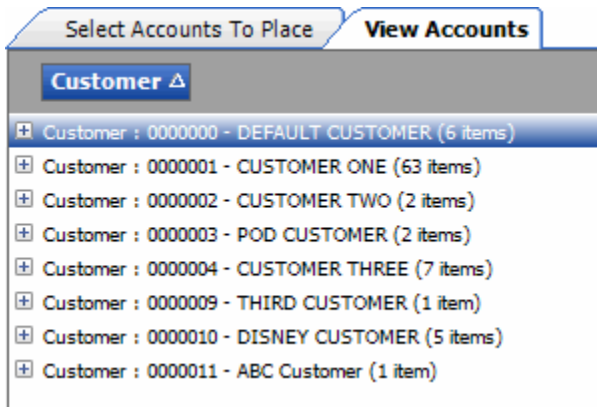 Select Accounts To Place View Accounts
Customer
Customer : 0000000 - DEFAULT CUSTOMER (6 items)
Customer : 0000001 - CUSTOMER ONE (63 items)
Customer : 0000002 - CUSTOMER TWO (2 items)
Customer : 0000003 - POD CUSTOMER (2 items)
Customer : 0000004 - CUSTOMER THREE (7 items)
Customer : 0000009 - THIRD CUSTOMER (1 item)
Customer : 0000010 - DISNEY CUSTOMER (5 items)
Customer : 0000011 - ABC Customer (1 item)